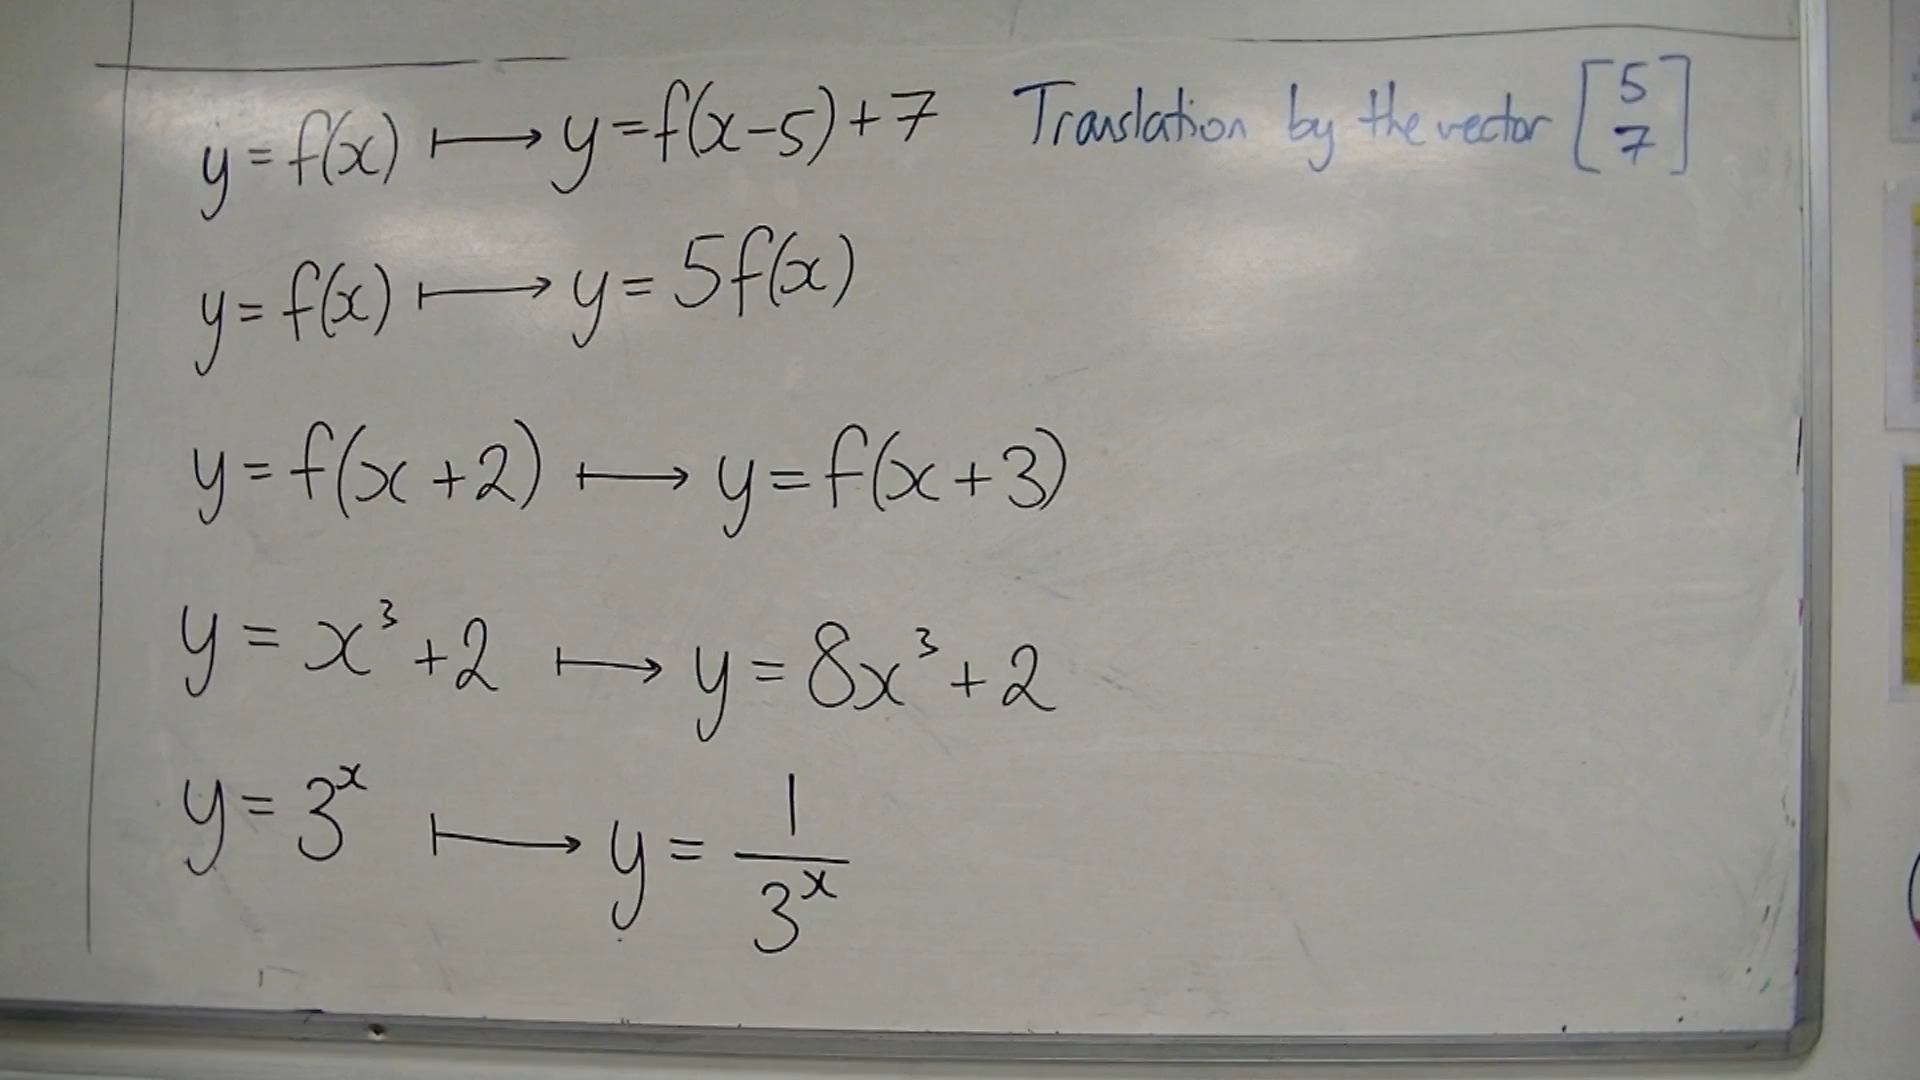 y = f(x) ⟼ y = f(x-5) + 7 Translation by the vector [5 7]
y = f(x) ⟼ y = 5f(x)
y = f(x+2) ⟼ y = f(x+3)
y = x³ + 2 ⟼ y = 8x³ + 2
y = 3ˣ ⟼ y = 1/3ˣ